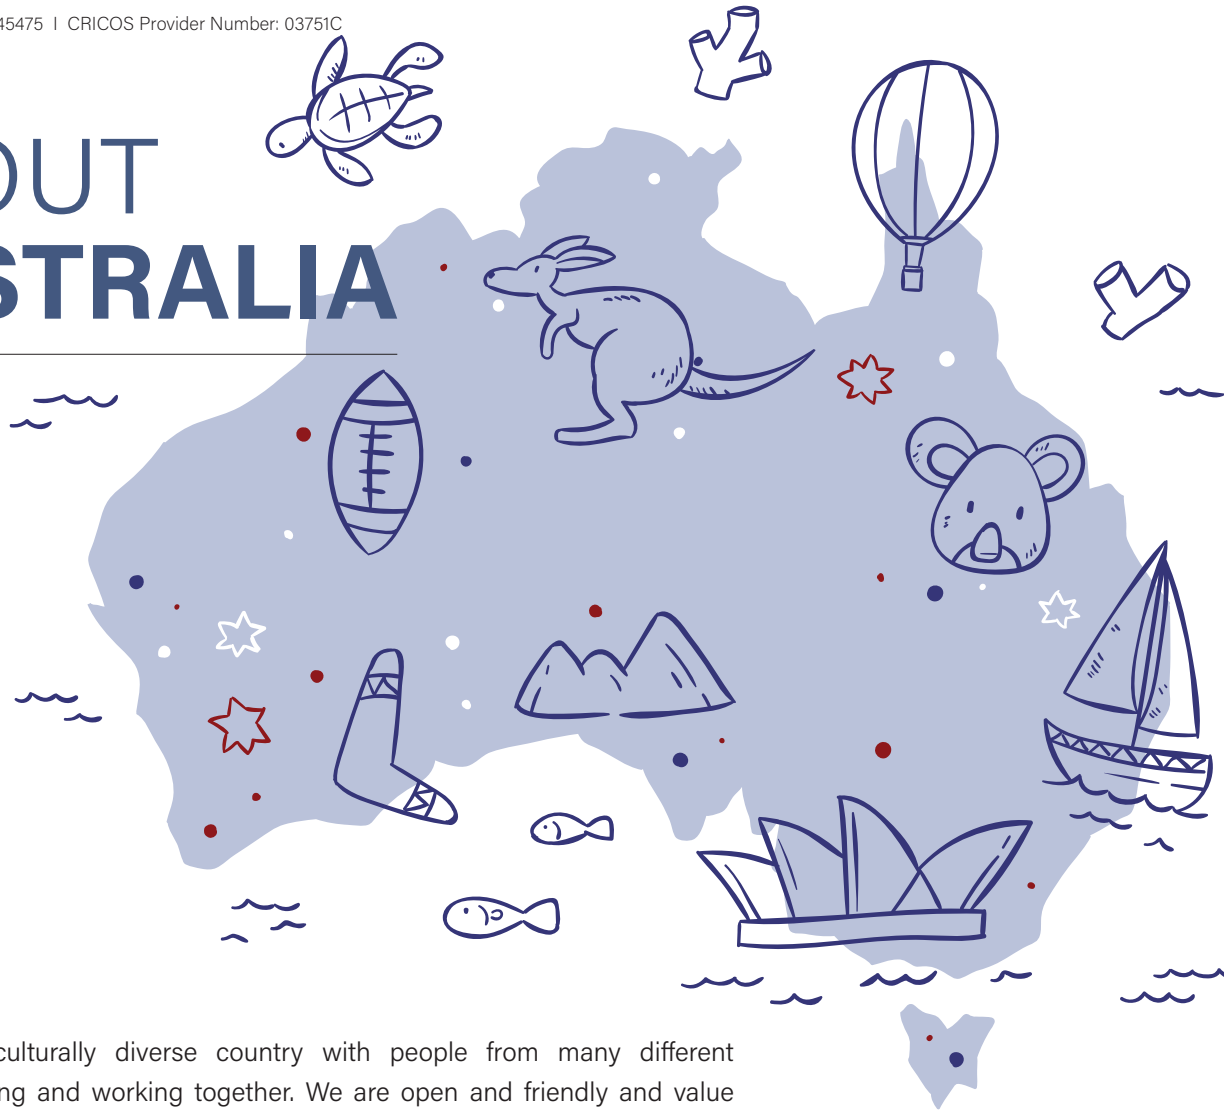 45475 I CRICOS Provider Number: 03751C
OUT
STRALIA
culturally diverse country with people from many different
ng and working together. We are open and friendly and value